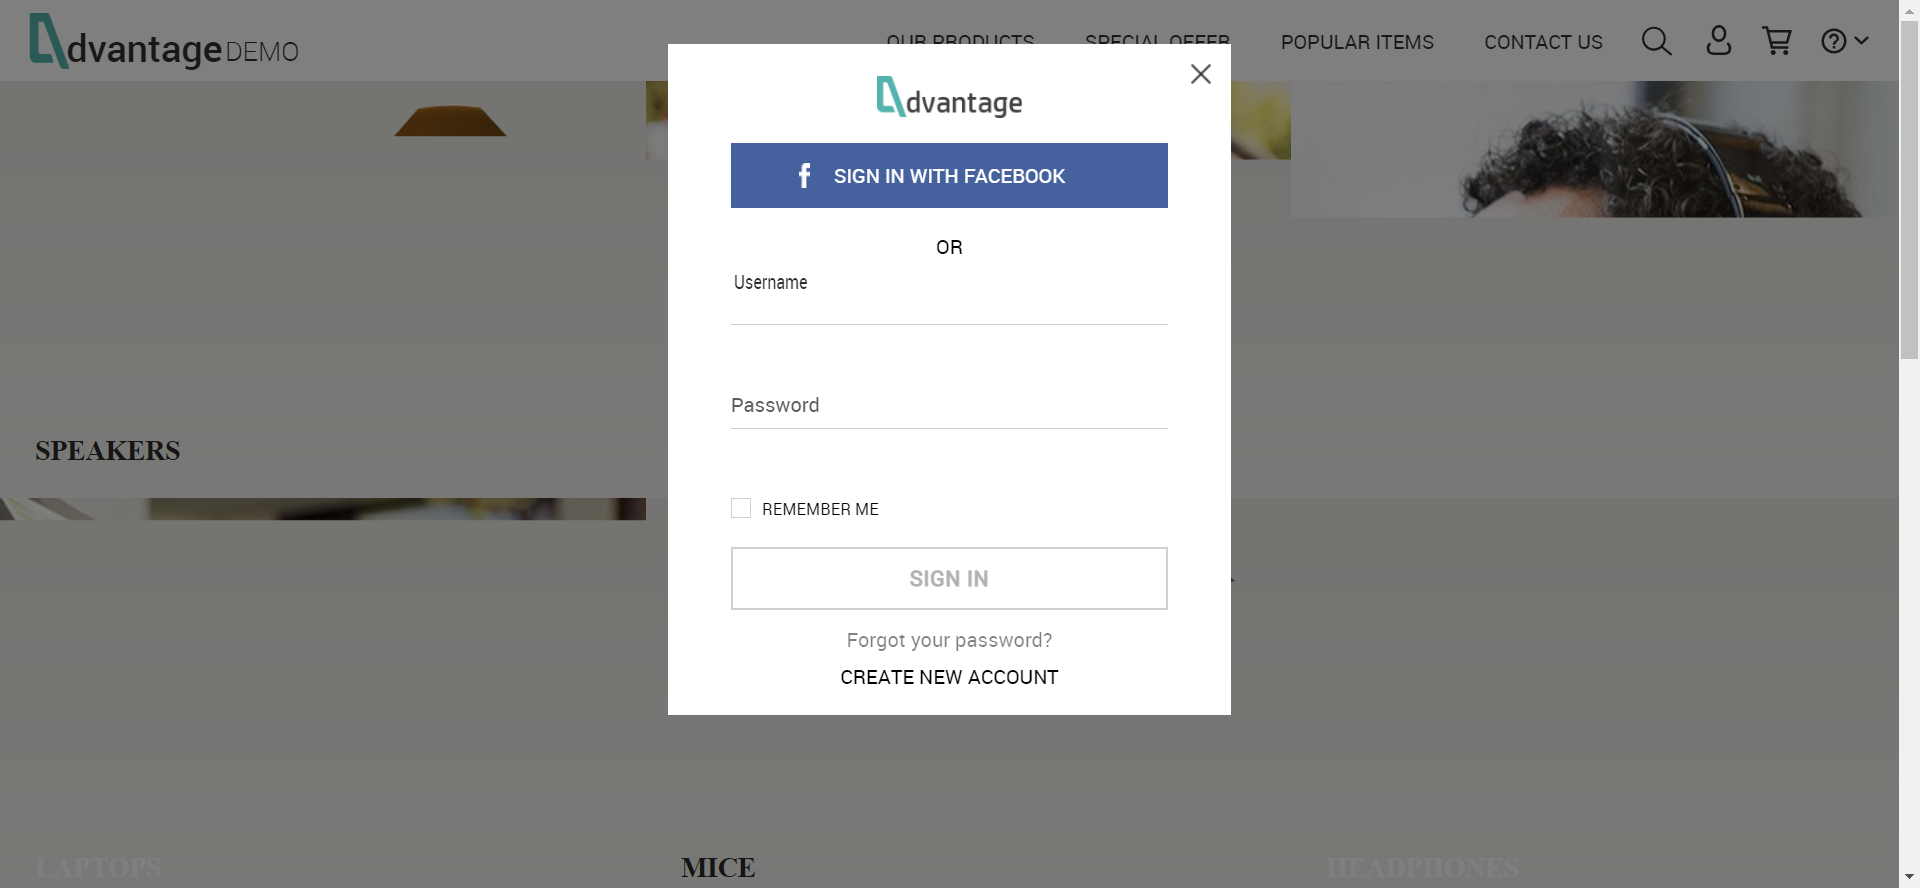 dvantage DEMO
OUR PRODUCTS SPECIAL OFFER POPULAR ITEMS CONTACT US
dvantage
SIGN IN WITH FACEBOOK
OR
Username
Password
REMEMBER ME
SIGN IN
Forgot your password?
CREATE NEW ACCOUNT
SPEAKERS
LAPTOPS
MICE
HEADPHONES